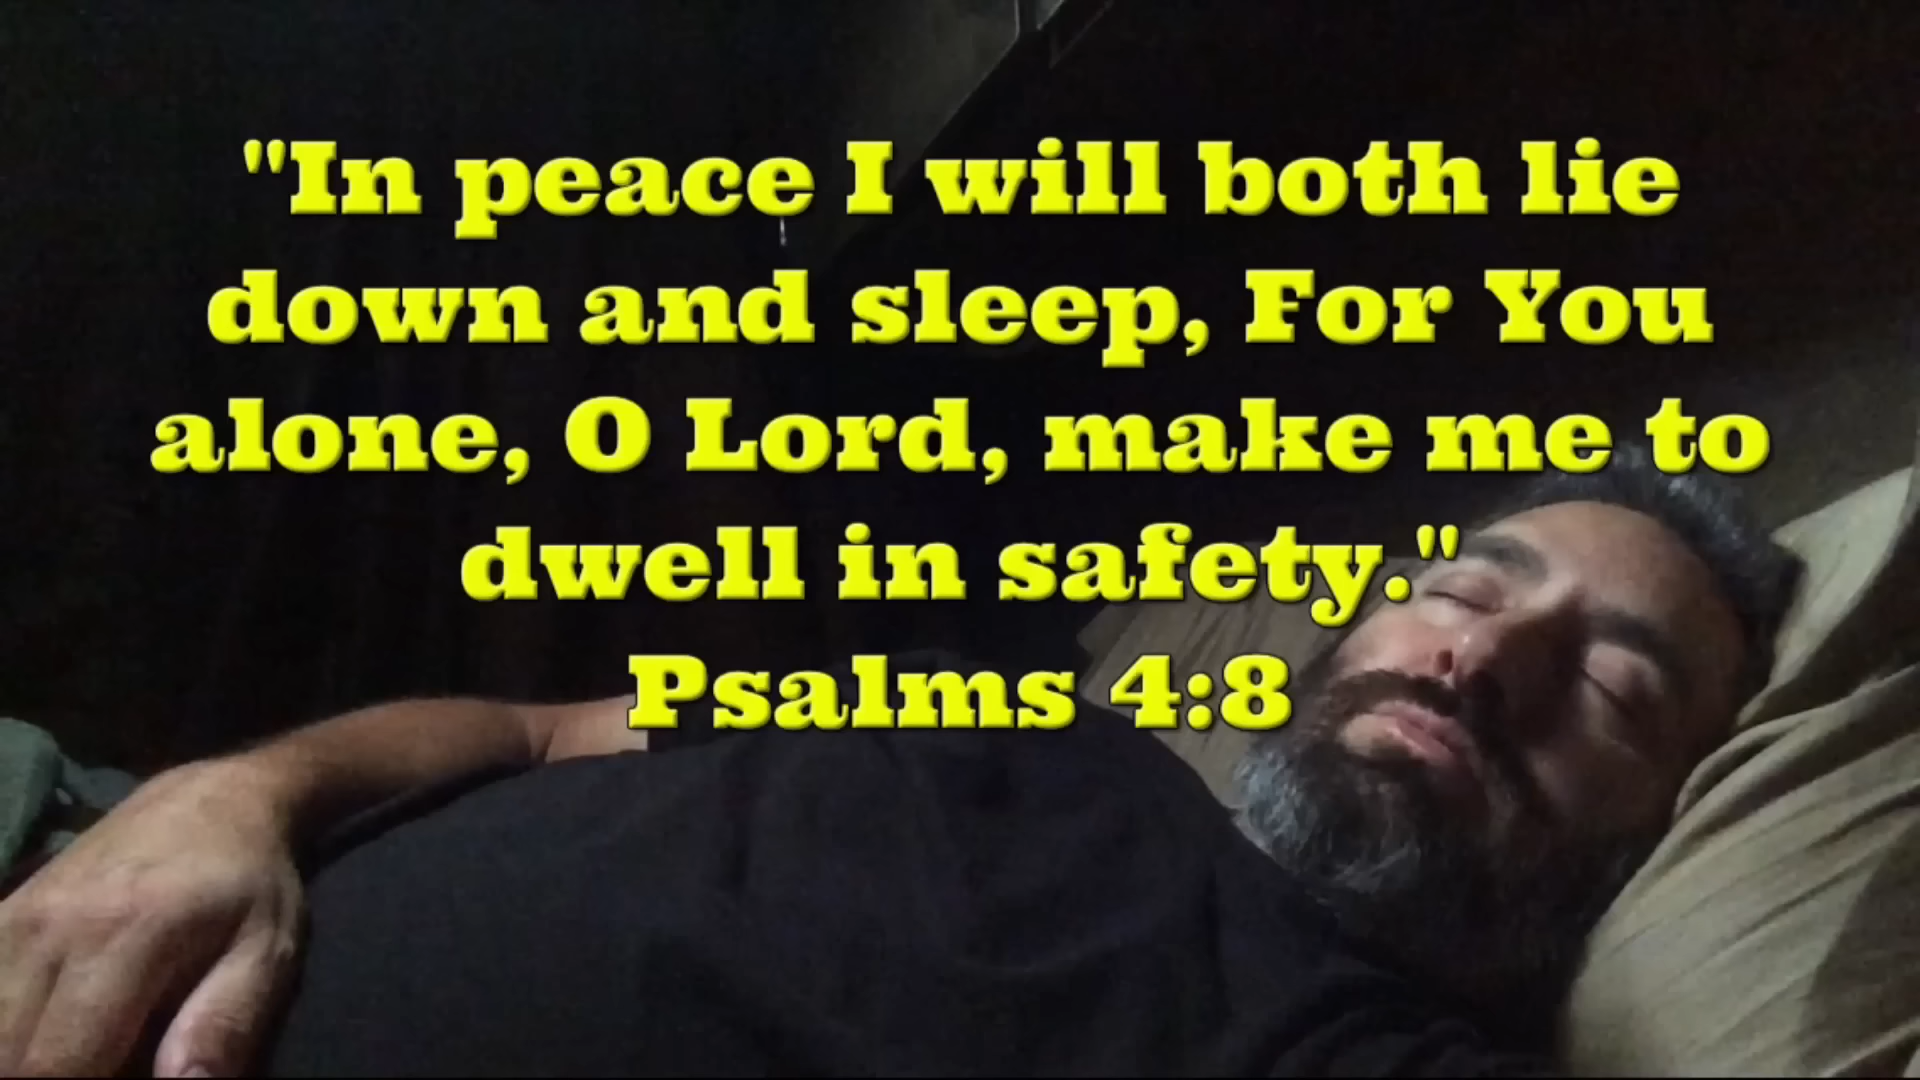 "In peace I will both lie
down and sleep, For You
alone, O Lord, make me to
dwell in safety."
Psalms 4:8